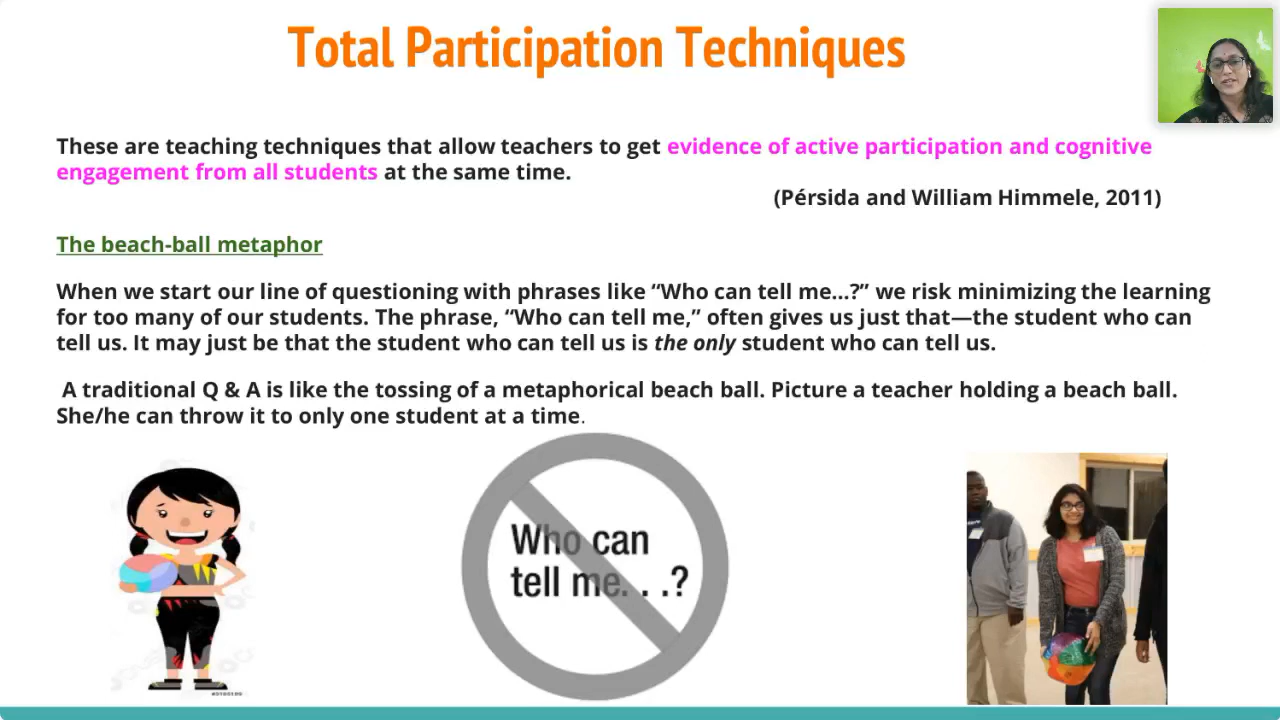 Total Participation Techniques
These are teaching techniques that allow teachers to get evidence of active participation and cognitive
engagement from all students at the same time.
(Pérsida and William Himmele, 2011)
The beach-ball metaphor
When we start our line of questioning with phrases like “Who can tell me...?” we risk minimizing the learning
for too many of our students. The phrase, “Who can tell me,” often gives us just that—the student who can
tell us. It may just be that the student who can tell us is the only student who can tell us.
A traditional Q & A is like the tossing of a metaphorical beach ball. Picture a teacher holding a beach ball.
She/he can throw it to only one student at a time.
Who can
tell me. . .?